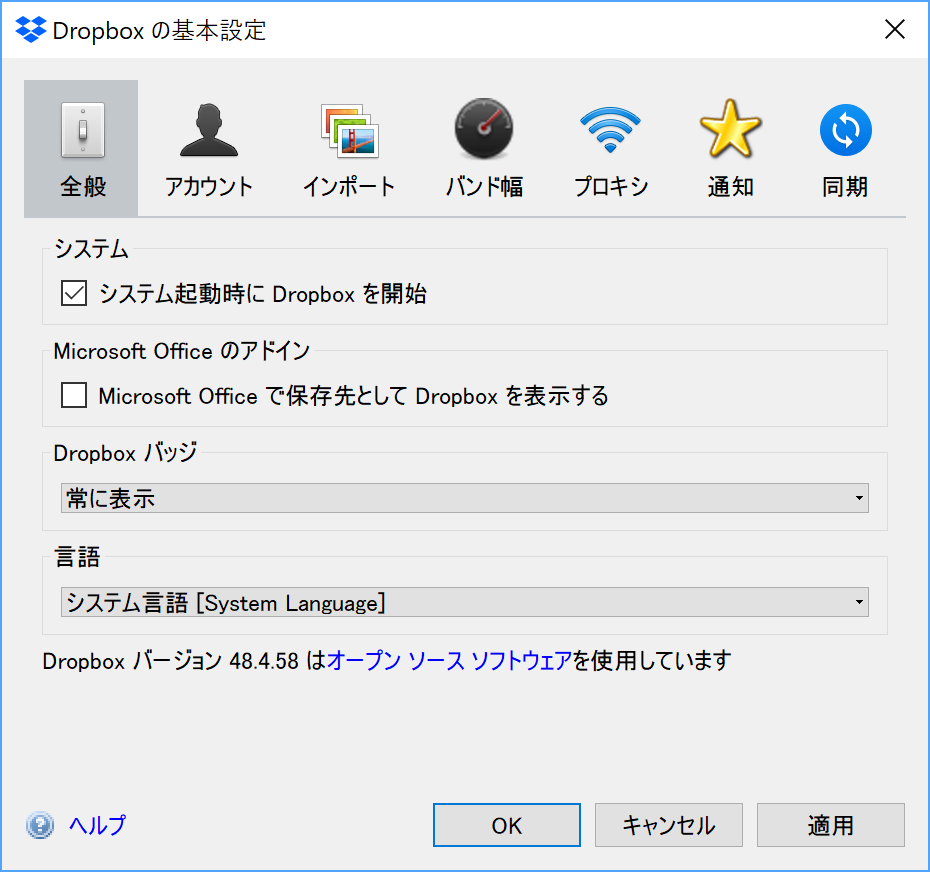 Dropbox の基本設定
全般 アカウント インポート バンド幅 プロキシ 通知 同期
システム
システム起動時に Dropbox を開始
Microsoft Office のアドイン
Microsoft Office で保存先として Dropbox を表示する
Dropbox バッジ
常に表示
言語
システム言語 [System Language]
Dropbox バージョン 48.4.58 はオープン ソース ソフトウェアを使用しています
ヘルプ OK キャンセル 適用